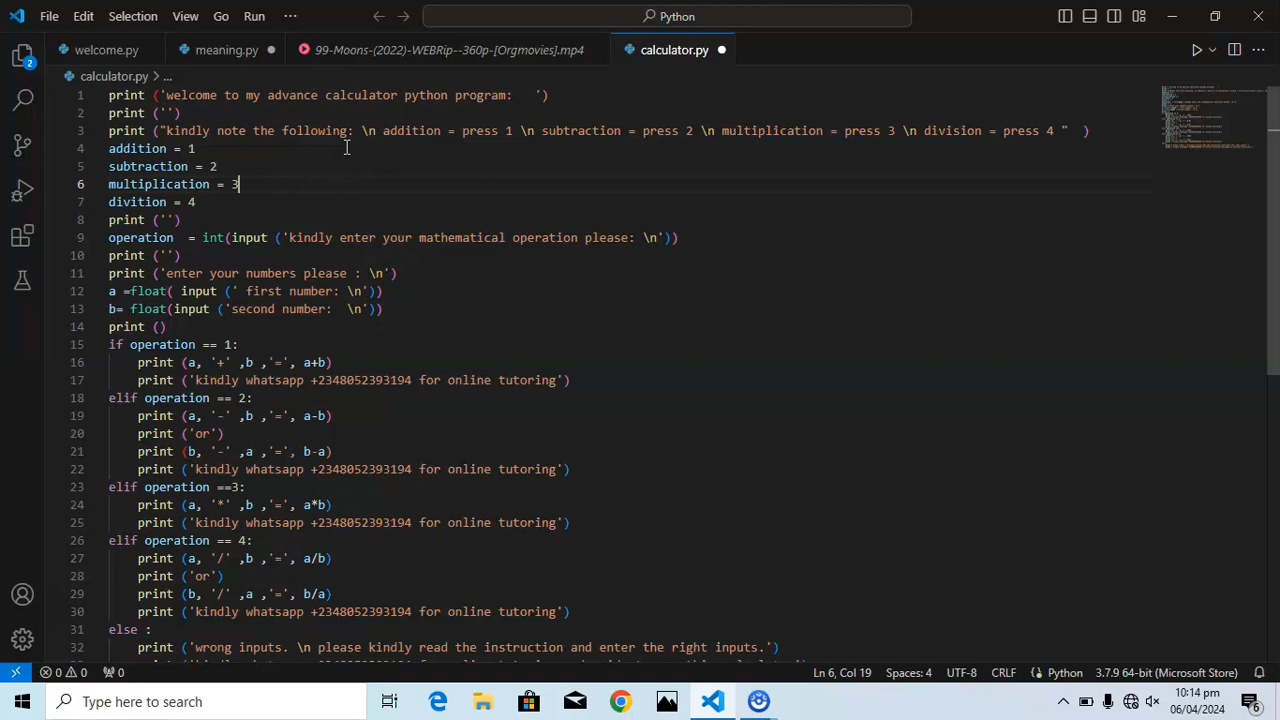 File Edit Selection View Go Run ... Python
welcome.py meaning.py 99-Moons-(2022)-WEBRip--360p-[Orgmovies].mp4 calculator.py
calculator.py > ...
1 print ('welcome to my advance calculator python program:   ')
2 print ('')
3 print ("kindly note the following: \n addition = press \n subtraction = press 2 \n multiplication = press 3 \n divition = press 4 "  )
4 addition = 1
5 subtraction = 2
6 multiplication = 3
7 divition = 4
8 print ('')
9 operation  = int(input ('kindly enter your mathematical operation please: \n'))
10 print ('')
11 print ('enter your numbers please : \n')
12 a =float( input (' first number: \n'))
13 b= float(input ('second number:  \n'))
14 print ()
15 if operation == 1:
16 print (a, '+' ,b ,'=', a+b)
17 print ('kindly whatsapp +2348052393194 for online tutoring')
18 elif operation == 2:
19 print (a, '-' ,b ,'=', a-b)
20 print ('or')
21 print (b, '-' ,a ,'=', b-a)
22 print ('kindly whatsapp +2348052393194 for online tutoring')
23 elif operation ==3:
24 print (a, '*' ,b ,'=', a*b)
25 print ('kindly whatsapp +2348052393194 for online tutoring')
26 elif operation == 4:
27 print (a, '/' ,b ,'=', a/b)
28 print ('or')
29 print (b, '/' ,a ,'=', b/a)
30 print ('kindly whatsapp +2348052393194 for online tutoring')
31 else :
32 print ('wrong inputs. \n please kindly read the instruction and enter the right inputs.')
0 0 0 Ln 6, Col 19 Spaces: 4 UTF-8 CRLF Python 3.7.9 64-bit (Microsoft Store)
Type here to search
10:14 pm
06/04/2024
2
6